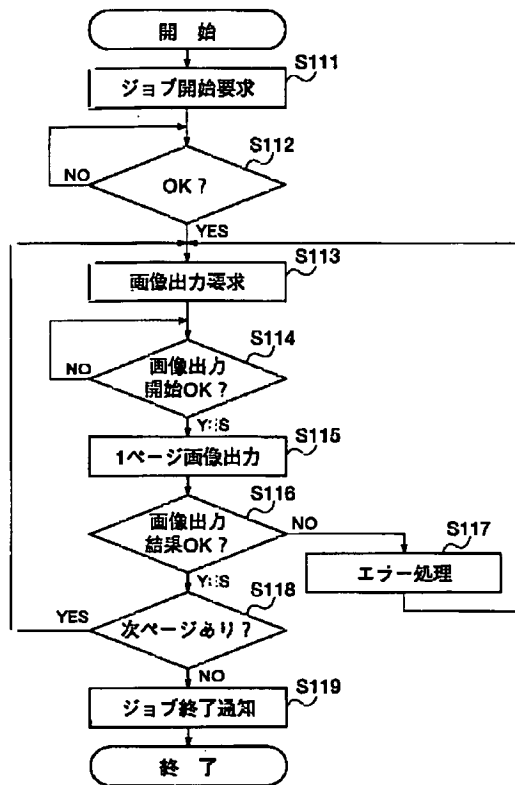 開 始
S111
ジョブ開始要求
S112
NO
OK?
YES
S113
画像出力要求
S114
NO
画像出力
開始OK?
YES
S115
1ページ画像出力
S116
画像出力
結果OK?
NO
S117
エラー処理
YES
S118
YES
次ページあり?
NO
S119
ジョブ終了通知
終 了